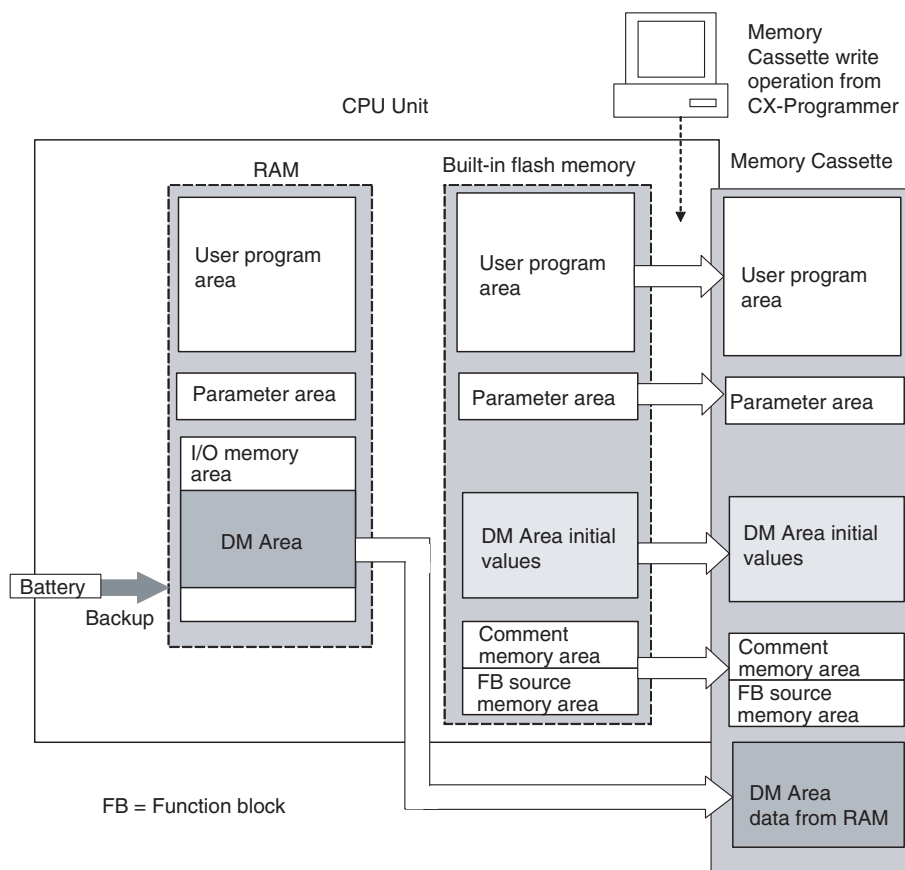 Memory
Cassette write
operation from
CX-Programmer
CPU Unit
RAM
Built-in flash memory
Memory Cassette
User program
area
User program
area
User program
area
Parameter area
Parameter area
Parameter area
I/O memory
area
DM Area
DM Area initial
values
DM Area initial
values
Battery
Backup
Comment
memory area
FB source
memory area
Comment
memory area
FB source
memory area
FB = Function block
DM Area
data from RAM